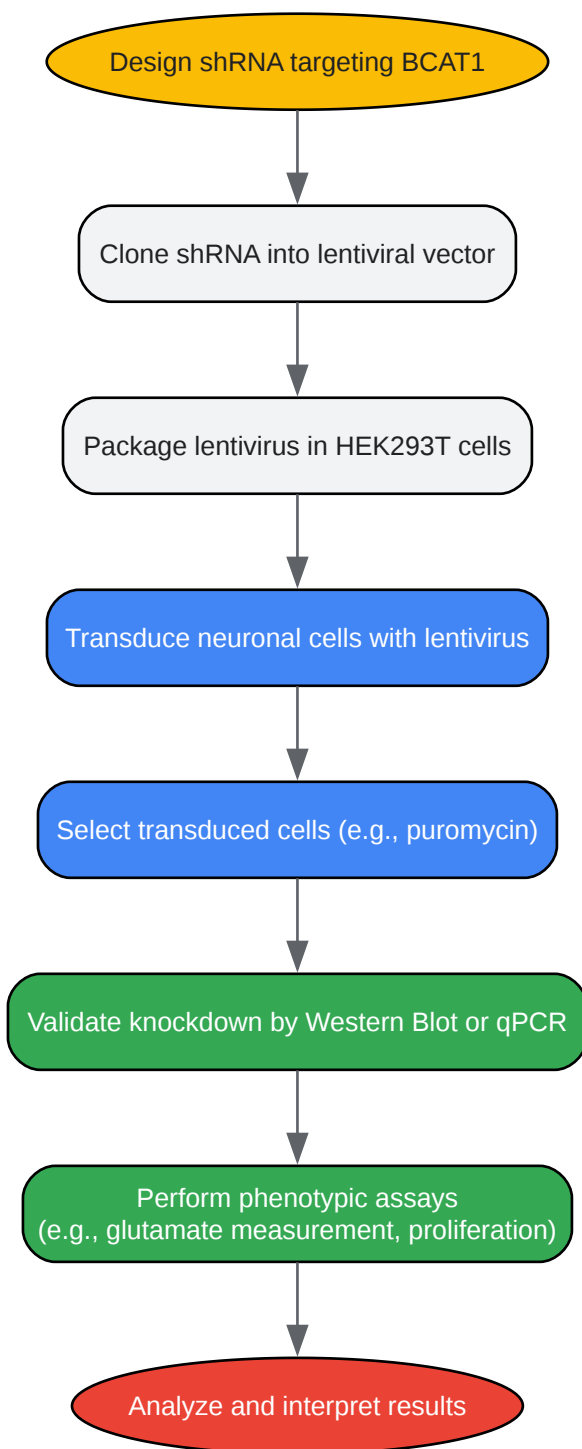 Design shRNA targeting BCAT1
Clone shRNA into lentiviral vector
Package lentivirus in HEK293T cells
Transduce neuronal cells with lentivirus
Select transduced cells (e.g., puromycin)
Validate knockdown by Western Blot or qPCR
Perform phenotypic assays
(e.g., glutamate measurement, proliferation)
Analyze and interpret results